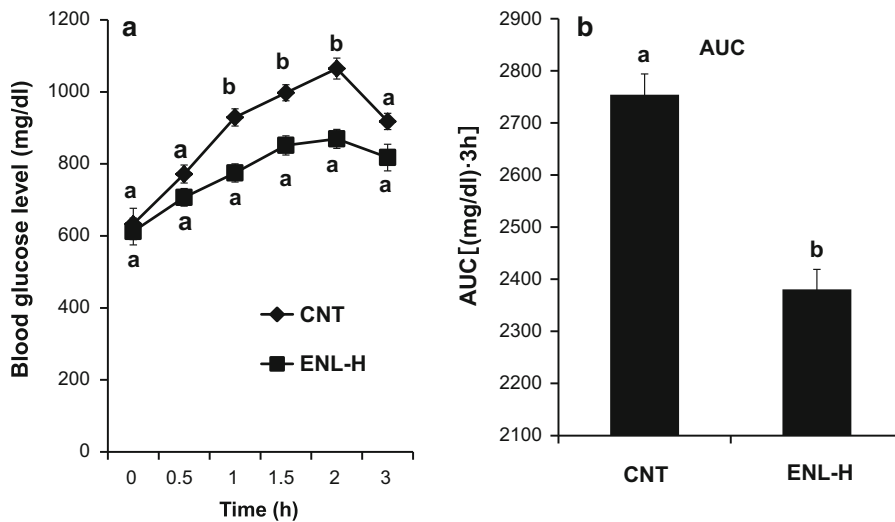 a
Blood glucose level (mg/dl)
1200
1000
800
600
400
200
0
a
a
b
b
b
a
a
a
a
a
a
a
CNT
ENL-H
0 0.5 1 1.5 2 3
Time (h)
b
AUC
AUC[(mg/dl)·3h]
2900
2800
2700
2600
2500
2400
2300
2200
2100
a
b
CNT ENL-H